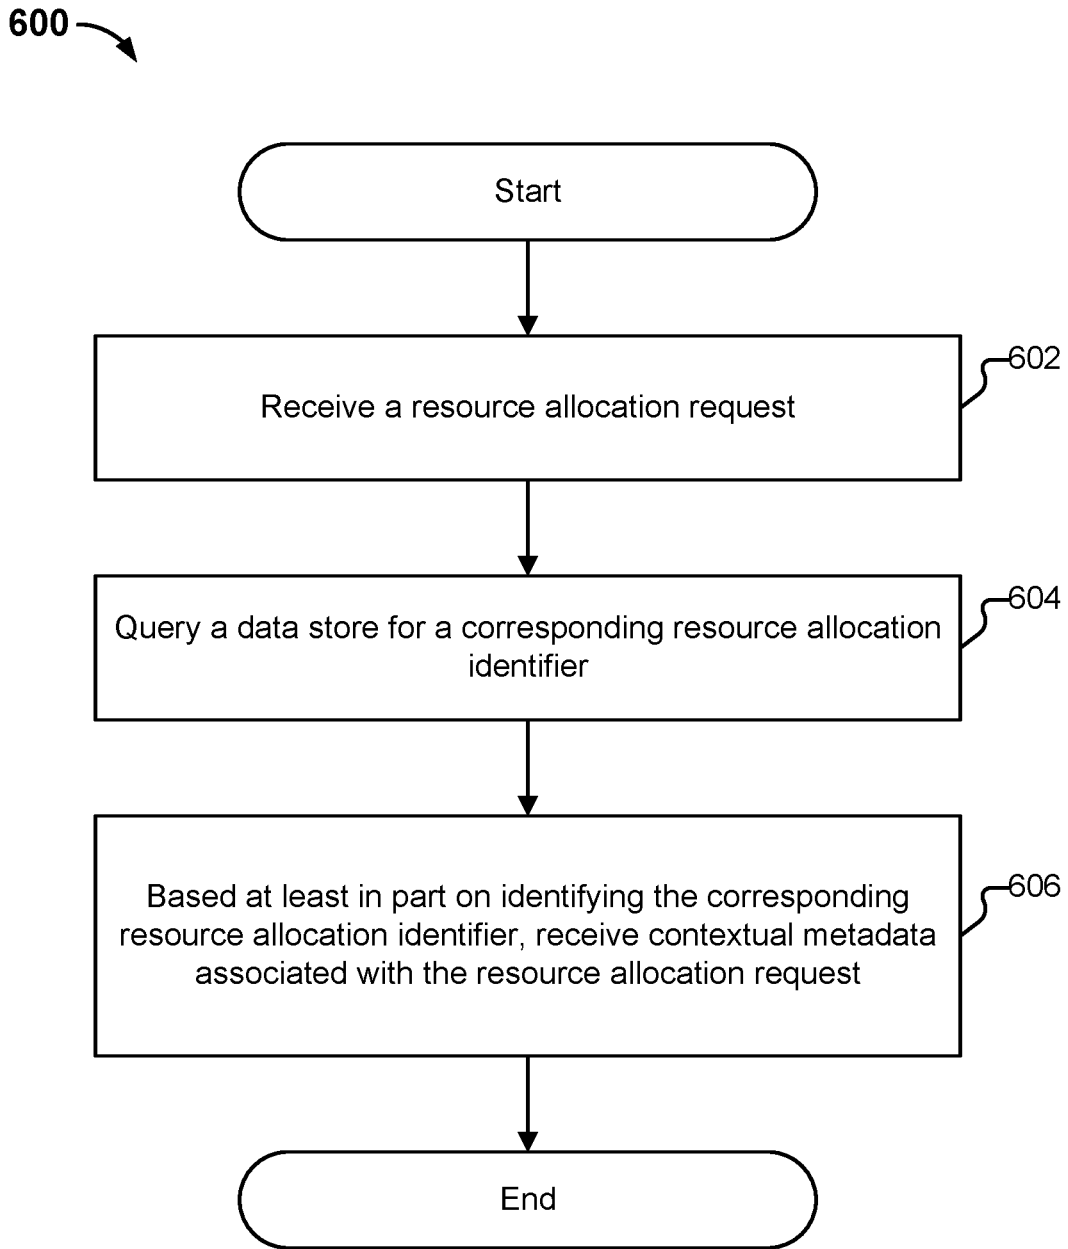 600
Start
Receive a resource allocation request
602
Query a data store for a corresponding resource allocation
identifier
604
Based at least in part on identifying the corresponding
resource allocation identifier, receive contextual metadata
associated with the resource allocation request
606
End